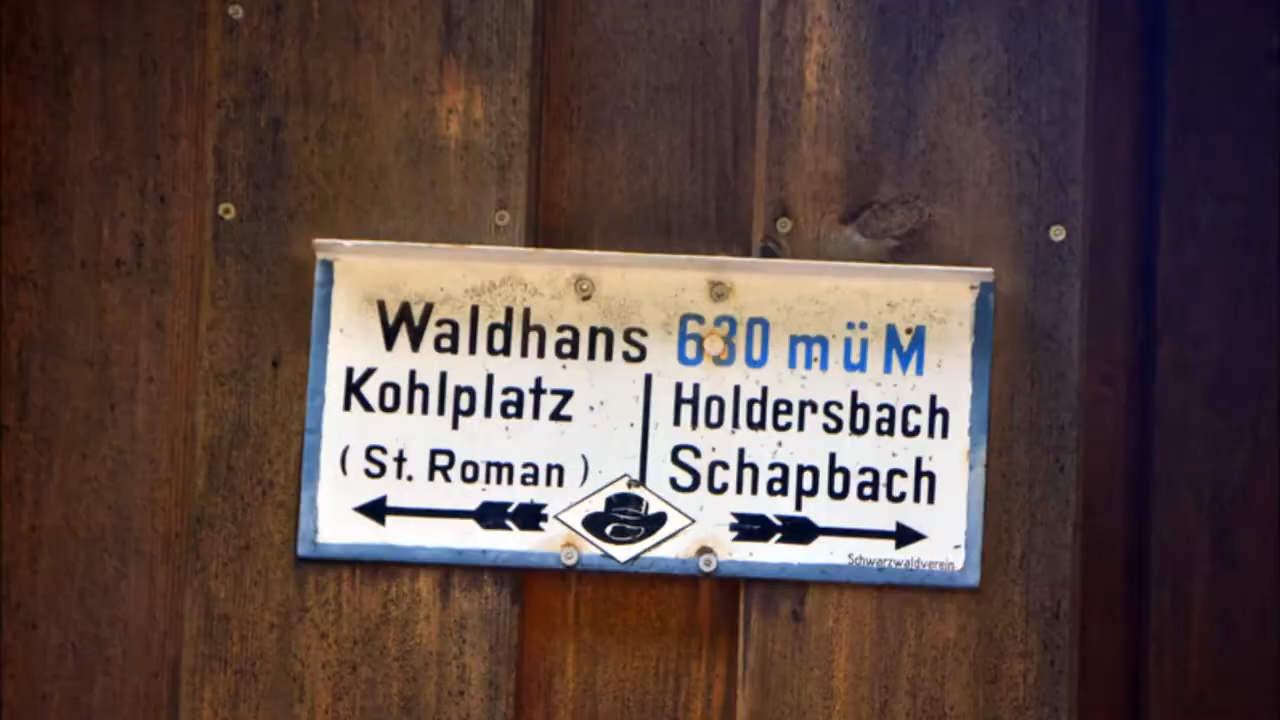 Waldhans 630 müM
Kohlplatz
(St. Roman)
Holdersbach
Schapbach
Schwarzwaldverein